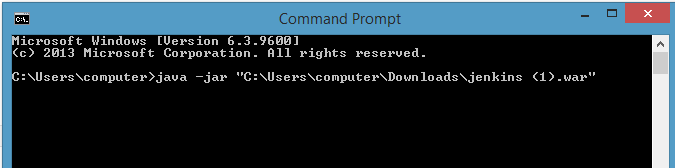 Command Prompt
Microsoft Windows [Version 6.3.9600]
(c) 2013 Microsoft Corporation. All rights reserved.
C:\Users\computer>java -jar "C:\Users\computer\Downloads\jenkins (1).war"